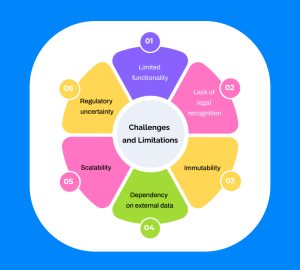 01
Limited
functionality
02
Lack of
legal
recognition
03
Immutability
04
Dependency
on external data
05
Scalability
06
Regulatory
uncertainty
Challenges
and Limitations